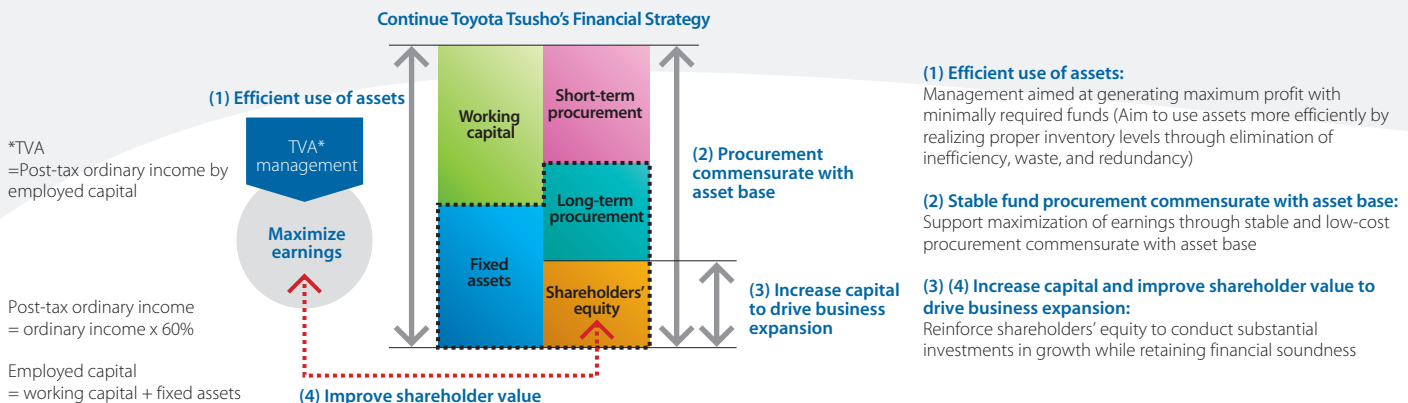 Continue Toyota Tsusho’s Financial Strategy
(1) Efficient use of assets
TVA*
management
*TVA
=Post-tax ordinary income by
employed capital
Maximize
earnings
Post-tax ordinary income
= ordinary income x 60%
Employed capital
= working capital + fixed assets
Working
capital
Short-term
procurement
Long-term
procurement
Fixed
assets
Shareholders’
equity
(2) Procurement
commensurate with
asset base
(3) Increase capital
to drive business
expansion
(4) Improve shareholder value
(1) Efficient use of assets:
Management aimed at generating maximum profit with
minimally required funds (Aim to use assets more efficiently by
realizing proper inventory levels through elimination of
inefficiency, waste, and redundancy)
(2) Stable fund procurement commensurate with asset base:
Support maximization of earnings through stable and low-cost
procurement commensurate with asset base
(3) (4) Increase capital and improve shareholder value to
drive business expansion:
Reinforce shareholders’ equity to conduct substantial
investments in growth while retaining financial soundness